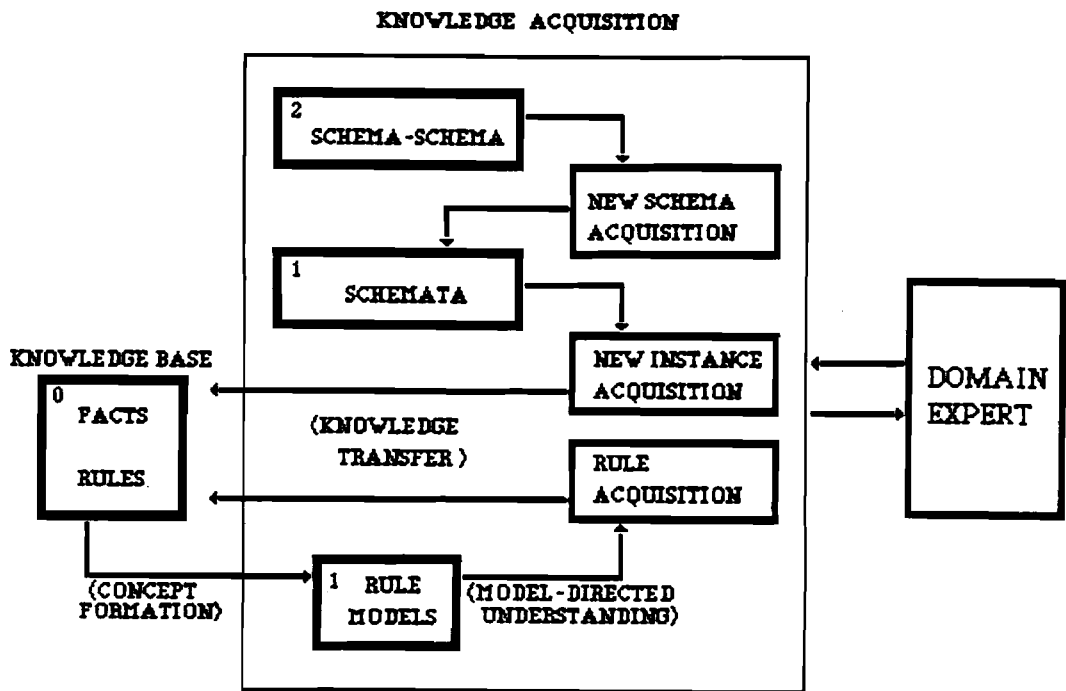 KNOWLEDGE ACQUISITION
2
SCHEMA-SCHEMA
NEW SCHEMA
ACQUISITION
1
SCHEMATA
NEW INSTANCE
ACQUISITION
KNOWLEDGE BASE
0
FACTS
RULES
(KNOWLEDGE
TRANSFER)
RULE
ACQUISITION
DOMAIN
EXPERT
(CONCEPT
FORMATION)
1
RULE
MODELS
(MODEL-DIRECTED
UNDERSTANDING)